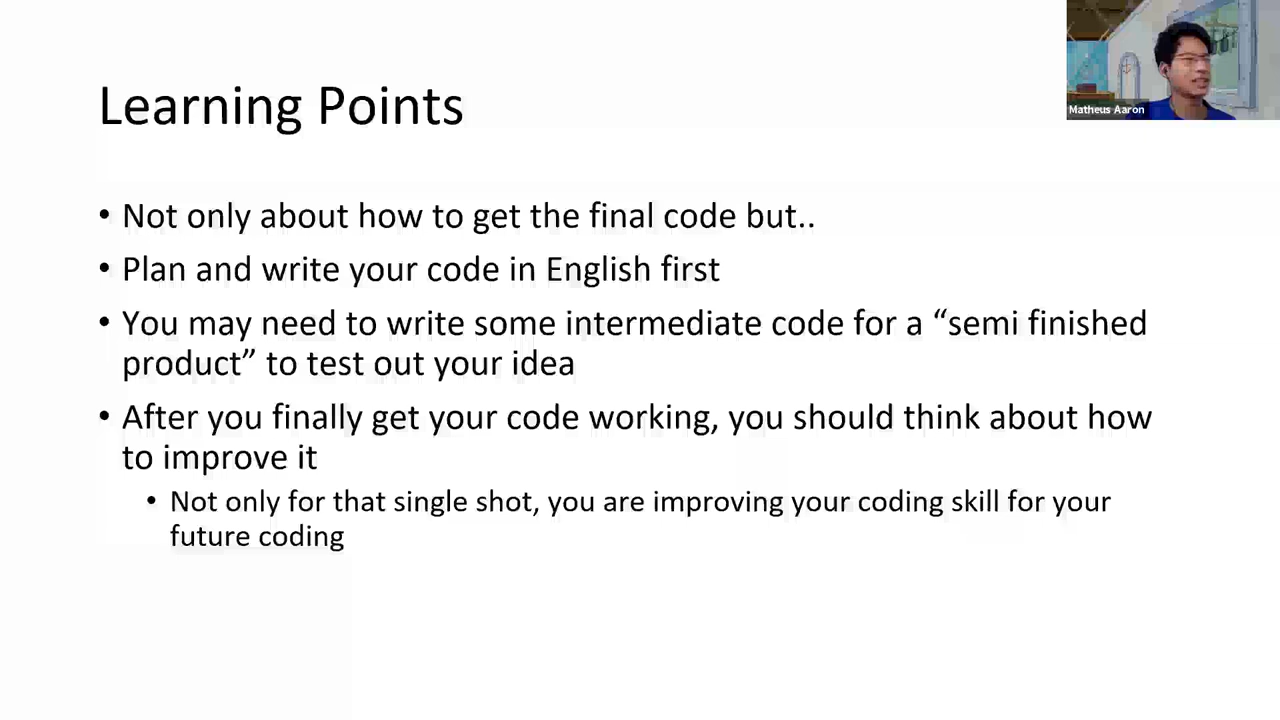 Learning Points
Matheus Aaron
• Not only about how to get the final code but..
• Plan and write your code in English first
• You may need to write some intermediate code for a “semi finished
product” to test out your idea
• After you finally get your code working, you should think about how
to improve it
• Not only for that single shot, you are improving your coding skill for your
future coding